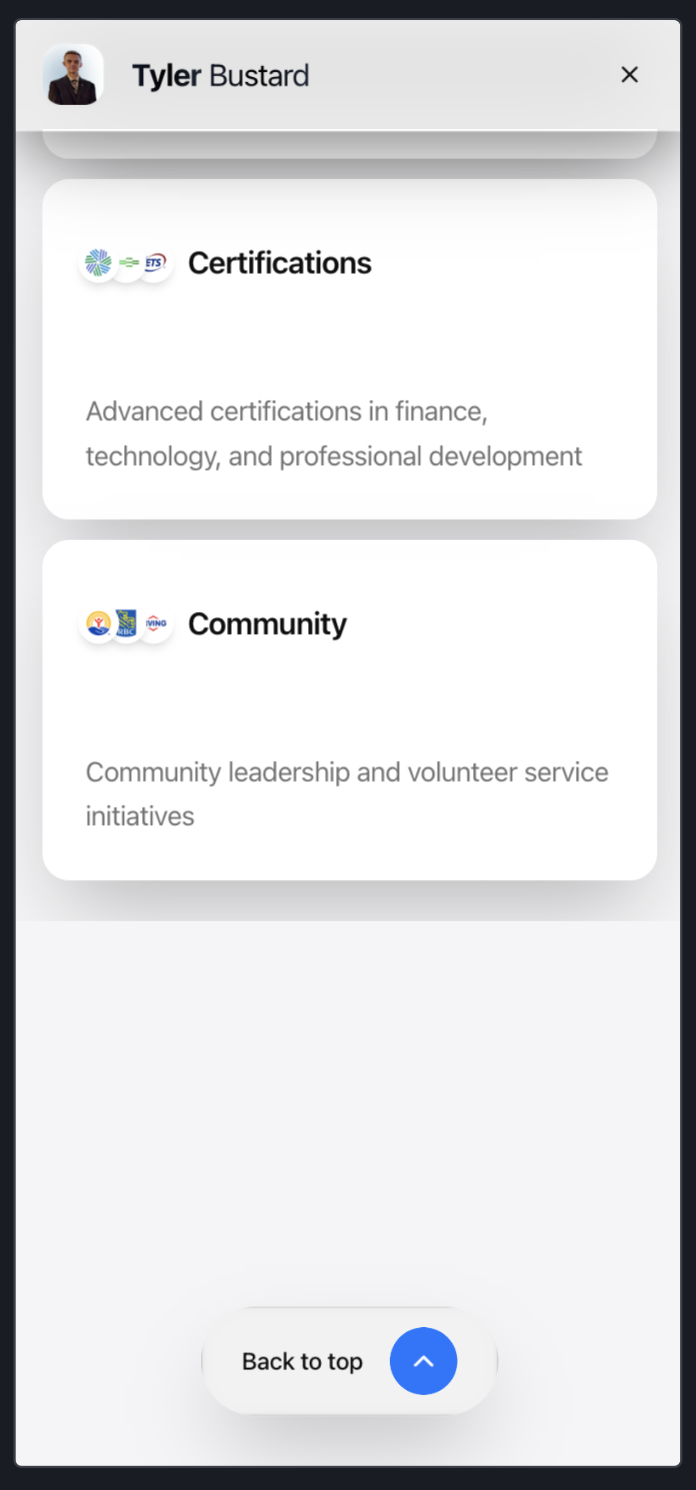 Tyler Bustard
ETS
Certifications
Advanced certifications in finance,
technology, and professional development
RBC
IVING
Community
Community leadership and volunteer service
initiatives
Back to top